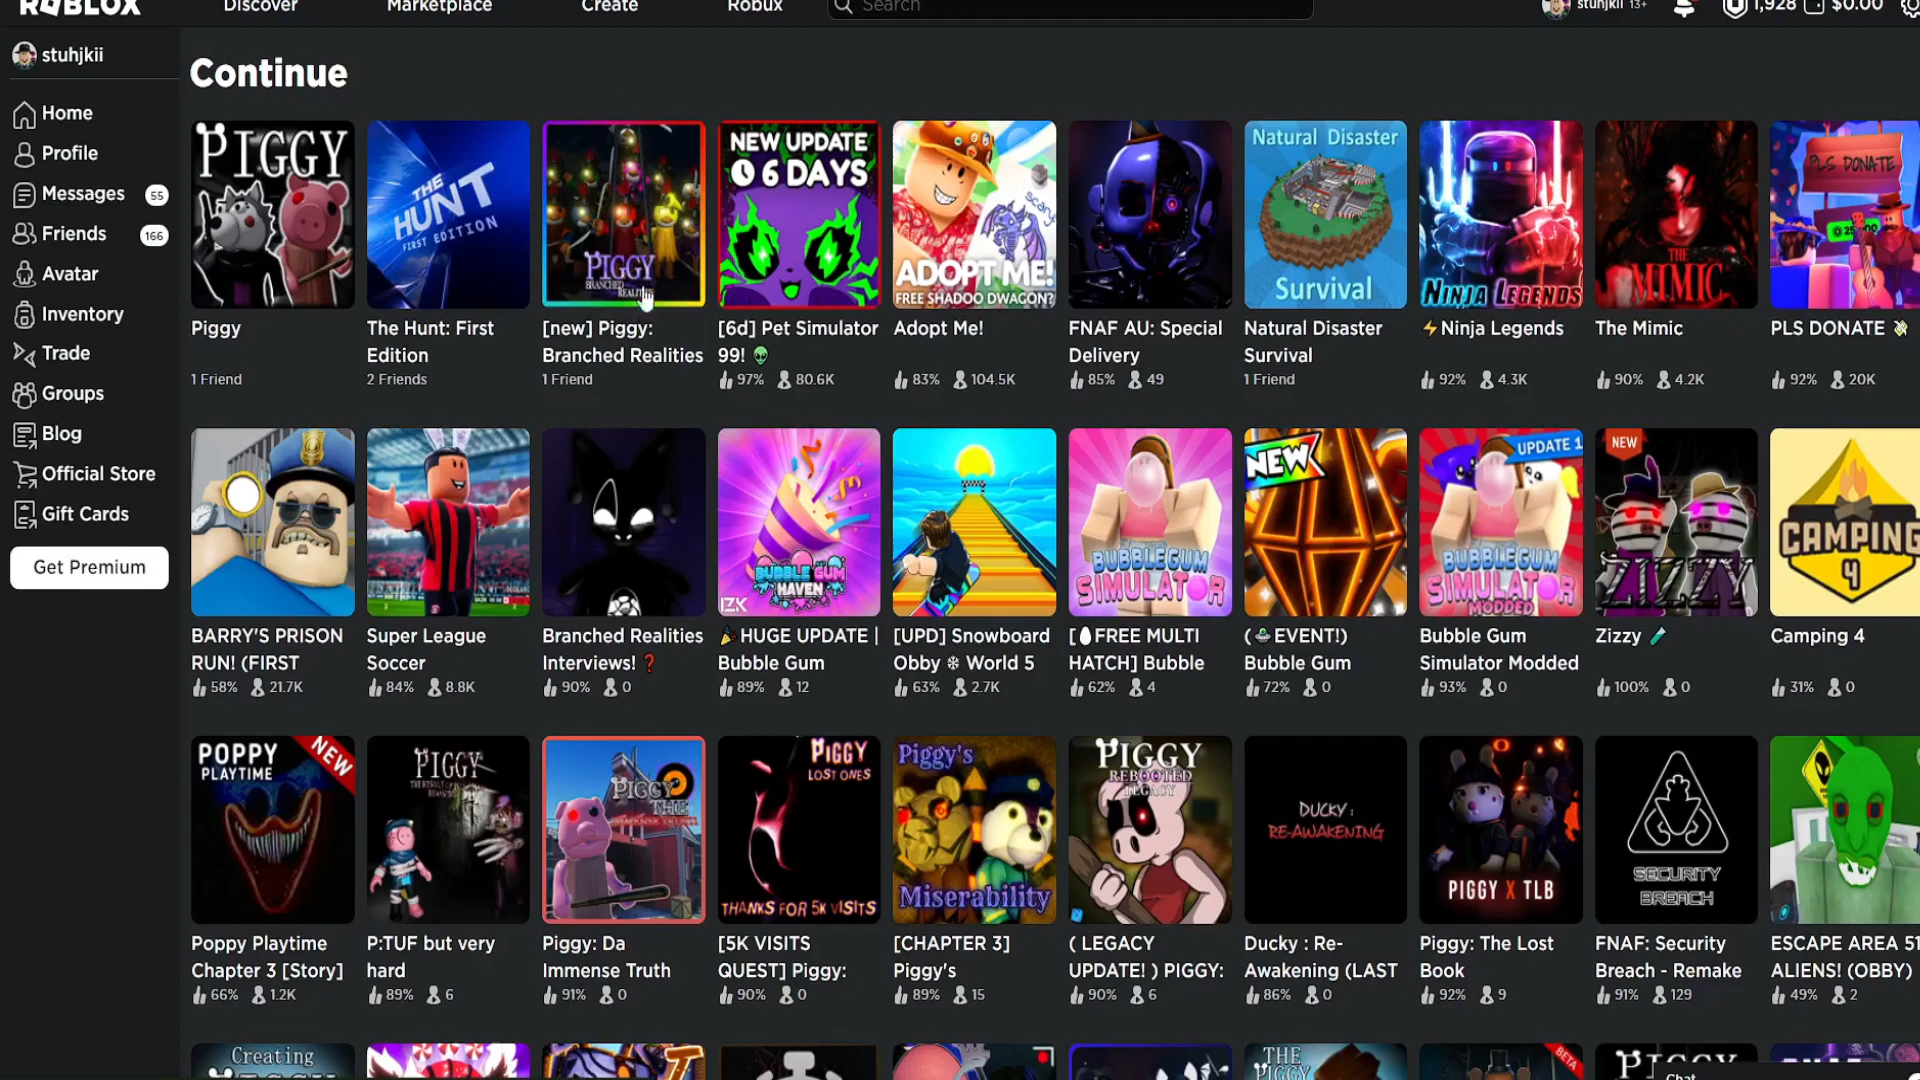 ROBLOX Discover Marketplace Create Robux Search stuhjkii 13+ 1,928 $0.00
stuhjkii
Continue
Home
Profile
Messages 55
Friends 166
Avatar
Inventory
Trade
Groups
Blog
Official Store
Gift Cards
Get Premium
PIGGY
THE HUNT
FIRST EDITION
PIGGY
BRANCHED REALITIES
NEW UPDATE
6 DAYS
scary
ADOPT ME!
FREE SHADOO DWAGON?
Natural Disaster
Survival
NINJA LEGENDS
THE
MIMIC
PLS DONATE
Piggy
1 Friend
The Hunt: First
Edition
2 Friends
[new] Piggy:
Branched Realities
1 Friend
[6d] Pet Simulator
99! 👽
97% 80.6K
Adopt Me!
83% 104.5K
FNAF AU: Special
Delivery
85% 49
Natural Disaster
Survival
1 Friend
⚡Ninja Legends
92% 4.3K
The Mimic
90% 4.2K
PLS DONATE 💸
92% 20K
BUBBLE GUM
HAVEN
IZK
BUBBLEGUM
SIMULATOR
NEW
UPDATE 1
BUBBLEGUM
SIMULATOR
MODDED
NEW
ZIZZY
CAMPING
4
BARRY'S PRISON
RUN! (FIRST
58% 21.7K
Super League
Soccer
84% 8.8K
Branched Realities
Interviews! ❓
90% 0
🎉HUGE UPDATE |
Bubble Gum
89% 12
[UPD] Snowboard
Obby ❄ World 5
63% 2.7K
[🥚FREE MULTI
HATCH] Bubble
62% 4
(🛸EVENT!)
Bubble Gum
72% 0
Bubble Gum
Simulator Modded
93% 0
Zizzy 🧪
100% 0
Camping 4
31% 0
POPPY
PLAYTIME
NEW
PIGGY
PIGGY
THE
IMMENSE TRUTH
PIGGY
LOST ONES
THANKS FOR 5K VISITS
Piggy's
Miserability
PIGGY
REBOOTED
LEGACY
DUCKY :
RE-AWAKENING
PIGGY X TLB
SECURITY
BREACH
Poppy Playtime
Chapter 3 [Story]
66% 1.2K
P:TUF but very
hard
89% 6
Piggy: Da
Immense Truth
91% 0
[5K VISITS
QUEST] Piggy:
90% 0
[CHAPTER 3]
Piggy's
89% 15
( LEGACY
UPDATE! ) PIGGY:
90% 6
Ducky : Re-
Awakening (LAST
86% 0
Piggy: The Lost
Book
92% 9
FNAF: Security
Breach - Remake
91% 129
ESCAPE AREA 51
ALIENS! (OBBY)
49% 2
Creating
THE
PIGGY
BETA
PIGGY
Chat